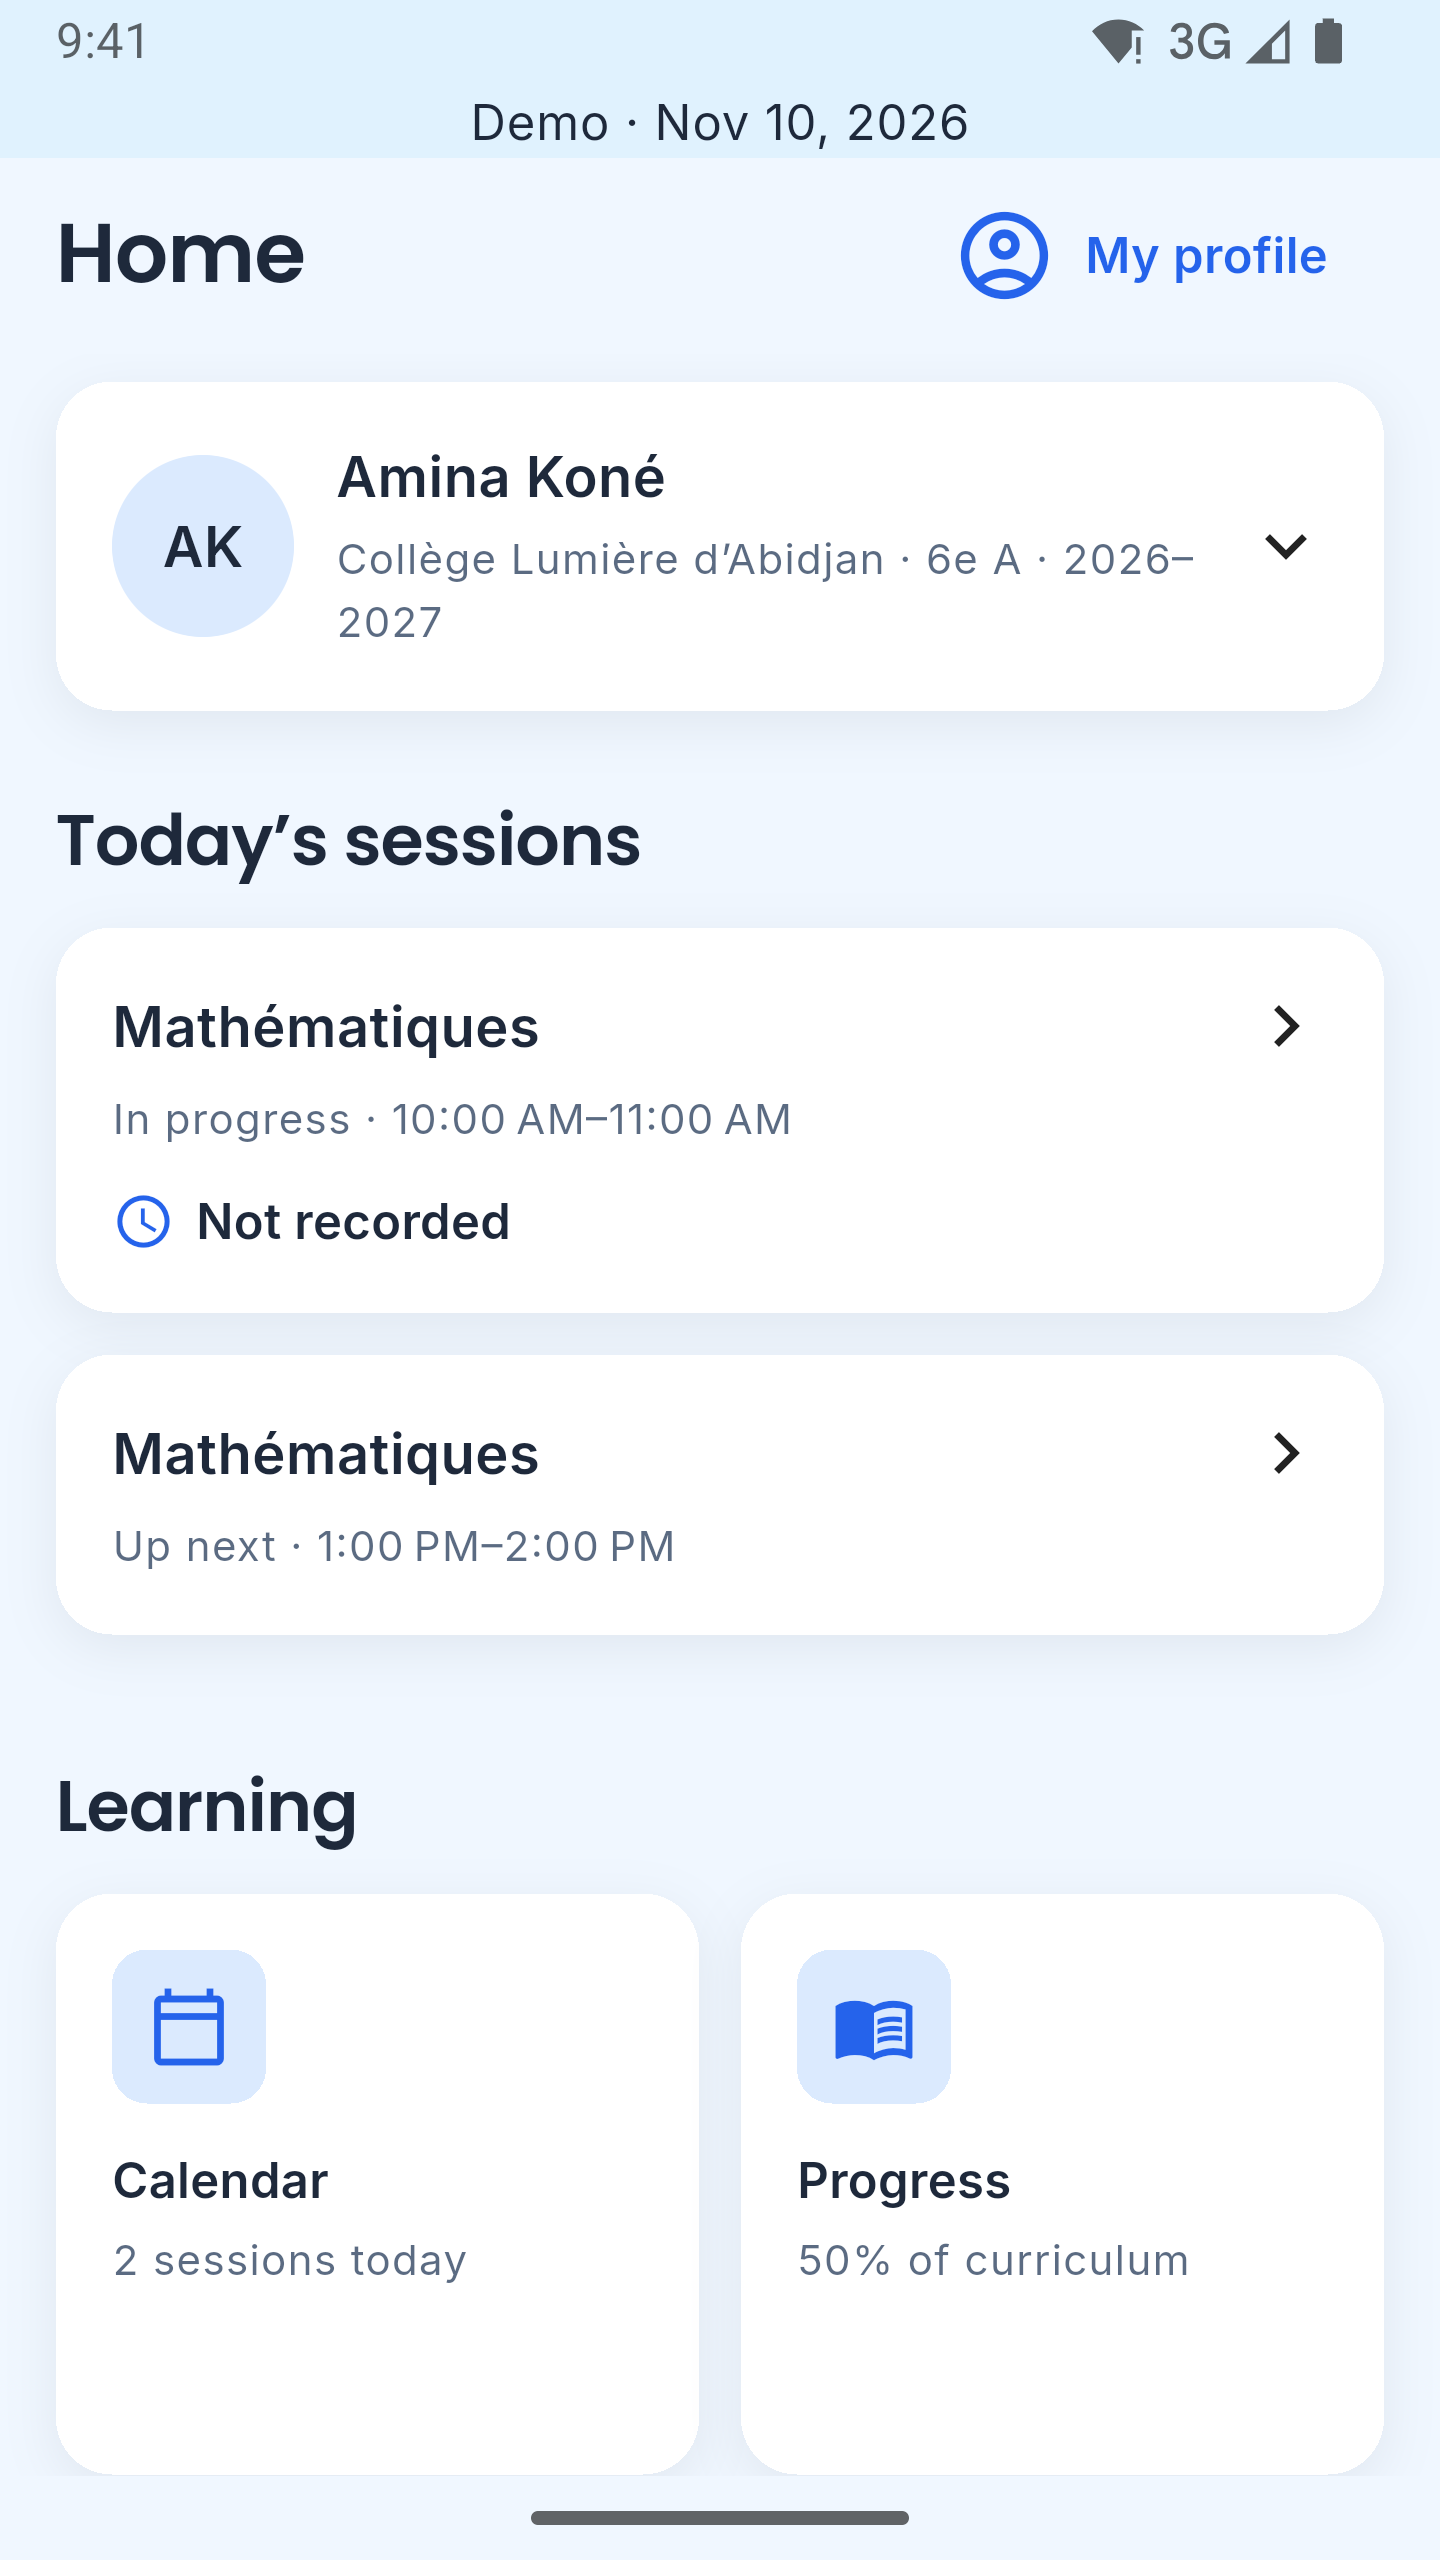 9:41
3G
Demo · Nov 10, 2026
Home
My profile
AK
Amina Koné
Collège Lumière d’Abidjan · 6e A · 2026–
2027
Today’s sessions
Mathématiques
In progress · 10:00 AM–11:00 AM
Not recorded
Mathématiques
Up next · 1:00 PM–2:00 PM
Learning
Calendar
2 sessions today
Progress
50% of curriculum